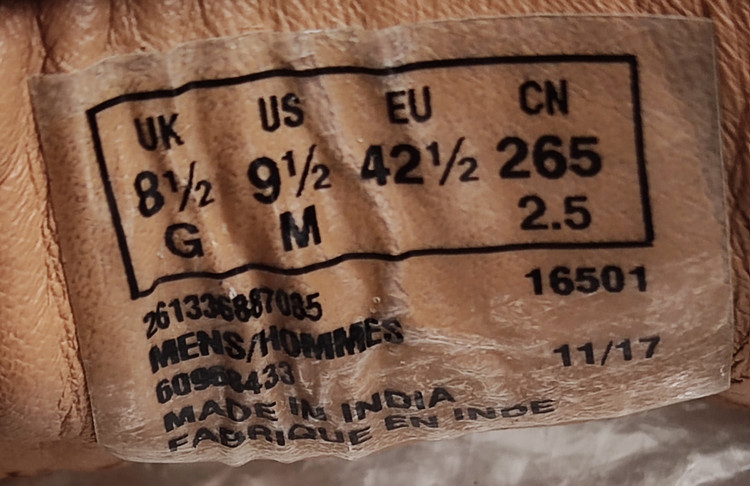 UK US EU CN
8½ 9½ 42½ 265
G M 2.5
16501
261336887085
MENS/HOMMES
11/17
MADE IN INDIA
FABRIQUE EN INDE